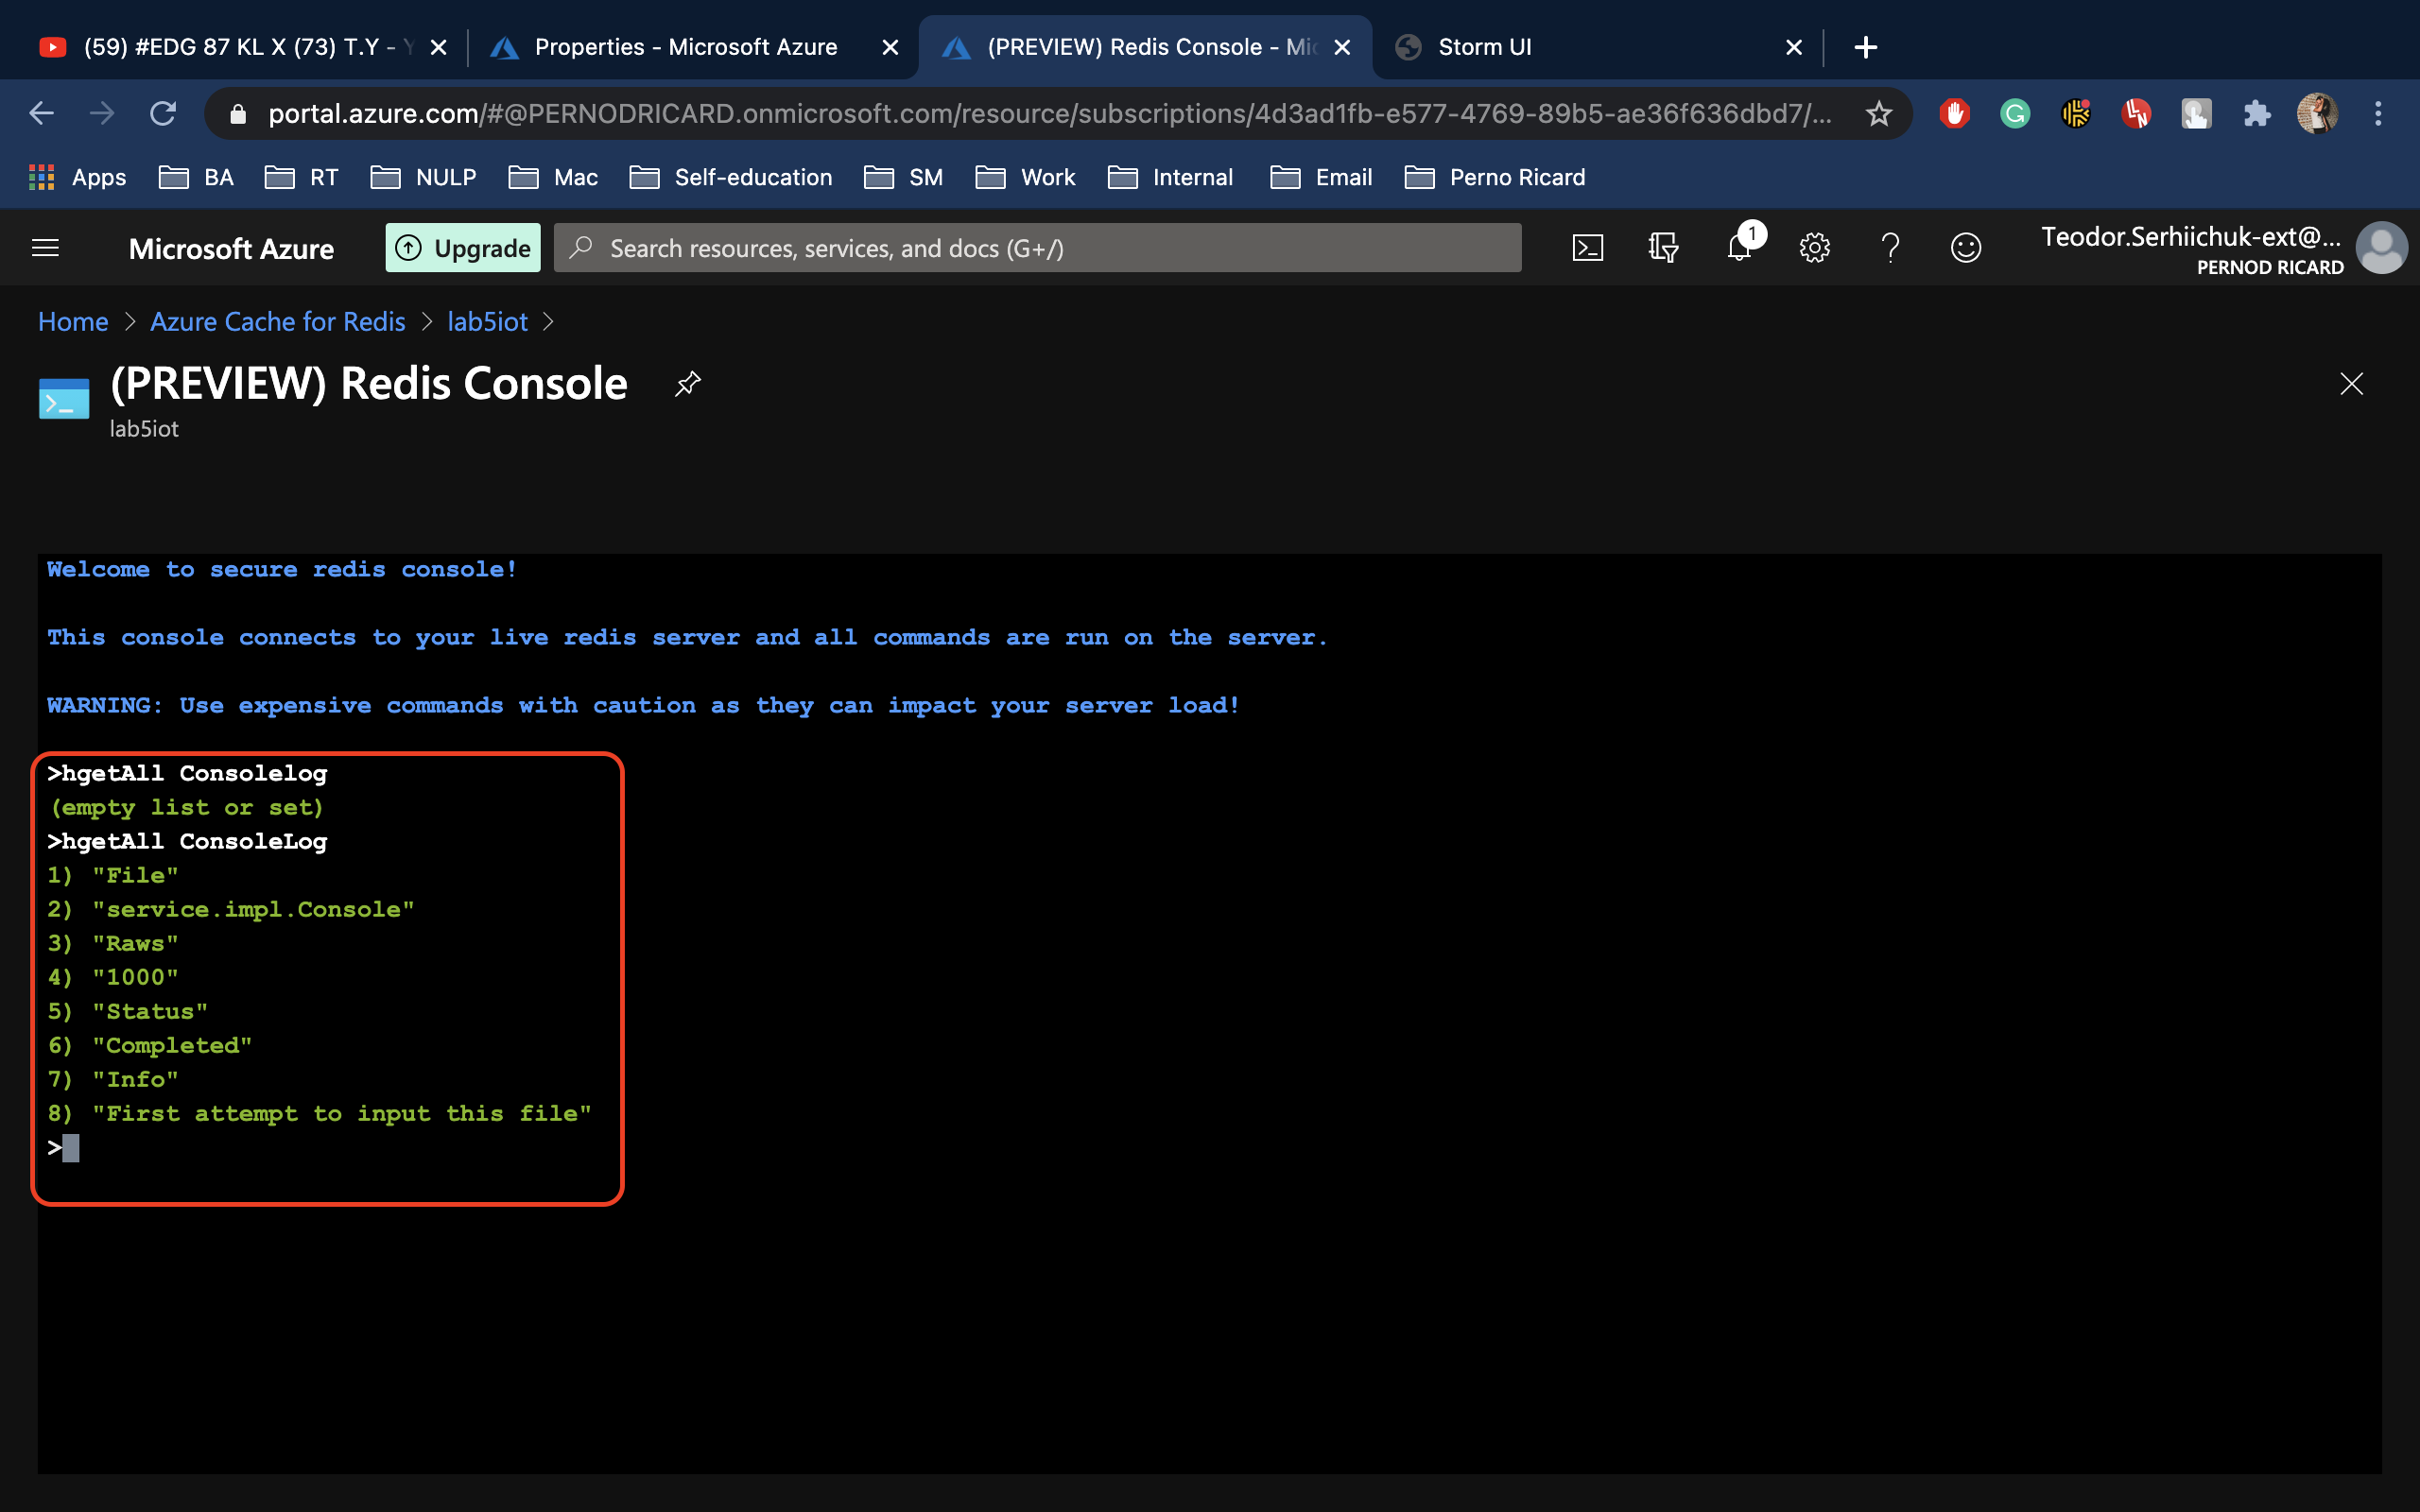 (59) #EDG 87 KL X (73) T.Y - Y
Properties - Microsoft Azure
(PREVIEW) Redis Console - Mic
Storm UI
portal.azure.com/#@PERNODRICARD.onmicrosoft.com/resource/subscriptions/4d3ad1fb-e577-4769-89b5-ae36f636dbd7/...
Apps
BA
RT
NULP
Mac
Self-education
SM
Work
Internal
Email
Perno Ricard
Microsoft Azure
Upgrade
Search resources, services, and docs (G+/)
1
Teodor.Serhiichuk-ext@...
PERNOD RICARD
Home > Azure Cache for Redis > lab5iot >
(PREVIEW) Redis Console
lab5iot
Welcome to secure redis console!
This console connects to your live redis server and all commands are run on the server.
WARNING: Use expensive commands with caution as they can impact your server load!
>hgetAll Consolelog
(empty list or set)
>hgetAll ConsoleLog
1) "File"
2) "service.impl.Console"
3) "Raws"
4) "1000"
5) "Status"
6) "Completed"
7) "Info"
8) "First attempt to input this file"
>